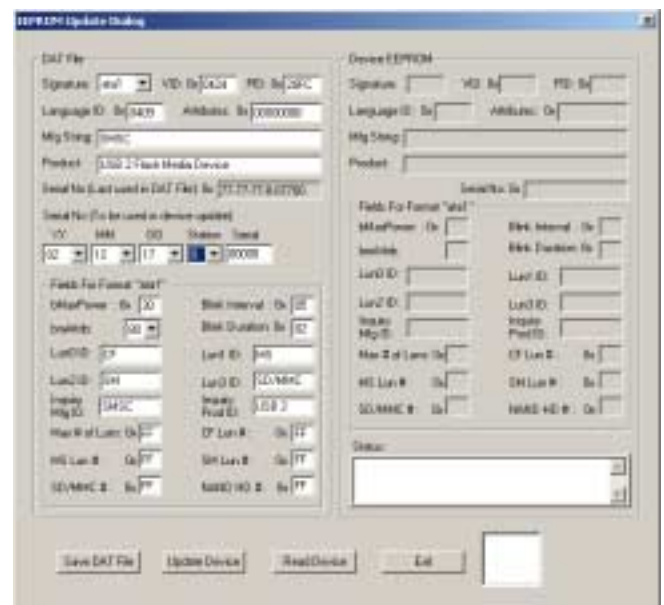 EEPROM Update Dialog
DAT File
Signature: ata1 VID: 0x 0424 PID: 0x 20FC
Language ID: 0x 0409 Attributes: 0x
Mfg String: SMSC
Product: USB 2 Flash Media Device
Serial No (Last used in DAT File): 0x
Serial No (To be used in device update)
YY MM DD Station Serial
02 12 17 00000
Fields For Format "ata1"
bMaxPower: 0x 30 Blink Interval: 0x
bmAttrib: 80 Blink Duration: 0x 02
Lun0 ID: CF Lun1 ID: MS
Lun2 ID: SM Lun3 ID: SD/MMC
Inquiry Mfg ID: SMSC Inquiry Prod ID: USB 2
Max # of Luns: 0x FF CF Lun #: 0x FF
MS Lun #: 0x FF SM Lun #: 0x FF
SD/MMC #: 0x FF NAND HD #: 0x FF
Device EEPROM
Signature: VID: 0x PID: 0x
Language ID: 0x Attributes: 0x
Mfg String:
Product:
Serial No: 0x
Fields For Format "ata1"
bMaxPower: 0x Blink Interval: 0x
bmAttrib: Blink Duration: 0x
Lun0 ID: Lun1 ID:
Lun2 ID: Lun3 ID:
Inquiry Mfg ID: Inquiry Prod ID:
Max # of Luns: 0x CF Lun #: 0x
MS Lun #: 0x SM Lun #: 0x
SD/MMC #: 0x NAND HD #: 0x
Status:
Save DAT File Update Device Read Device Exit